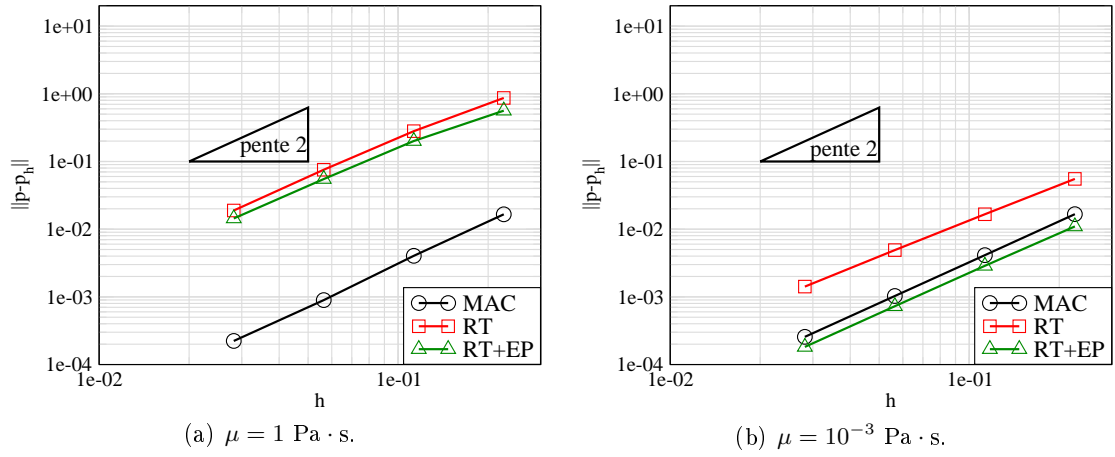 1e+01
1e+00
1e-01
1e-02
1e-03
1e-04
||p-p_h||
pente 2
MAC
RT
RT+EP
1e-02
1e-01
h
(a) μ = 1 Pa · s.
1e+01
1e+00
1e-01
1e-02
1e-03
1e-04
||p-p_h||
pente 2
MAC
RT
RT+EP
1e-02
1e-01
h
(b) μ = 10⁻³ Pa · s.